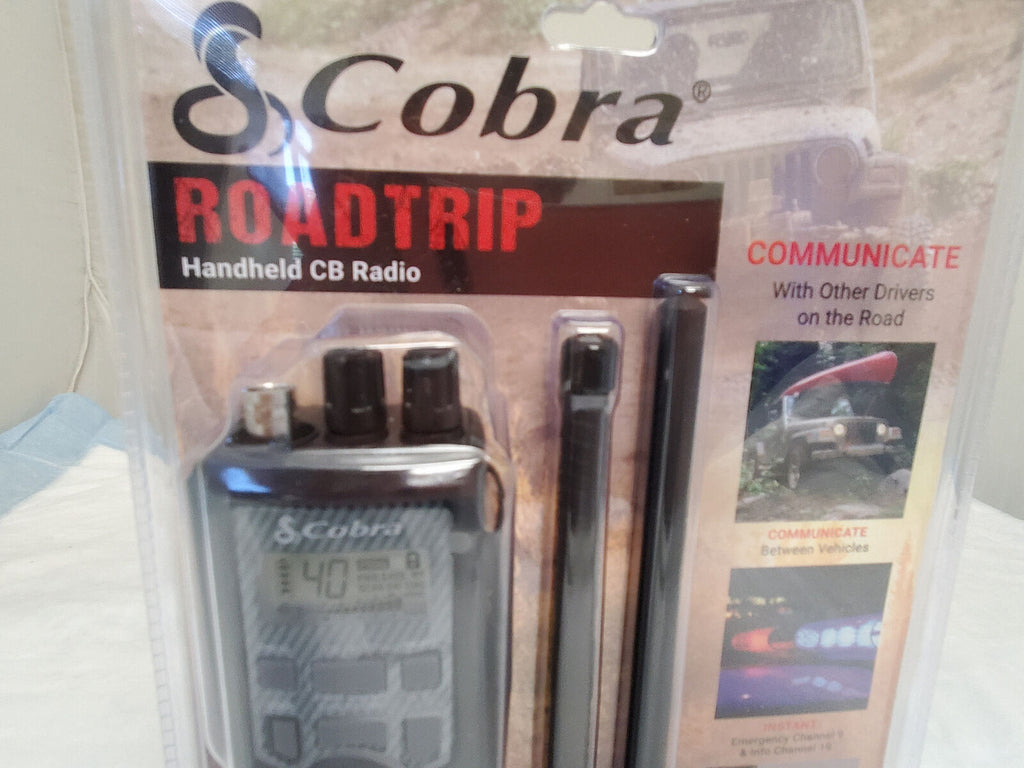 Cobra®
ROADTRIP
Handheld CB Radio
COMMUNICATE
With Other Drivers
on the Road
COMMUNICATE
Between Vehicles
INSTANT
Emergency Channel 9
& Info Channel 19
Cobra
40